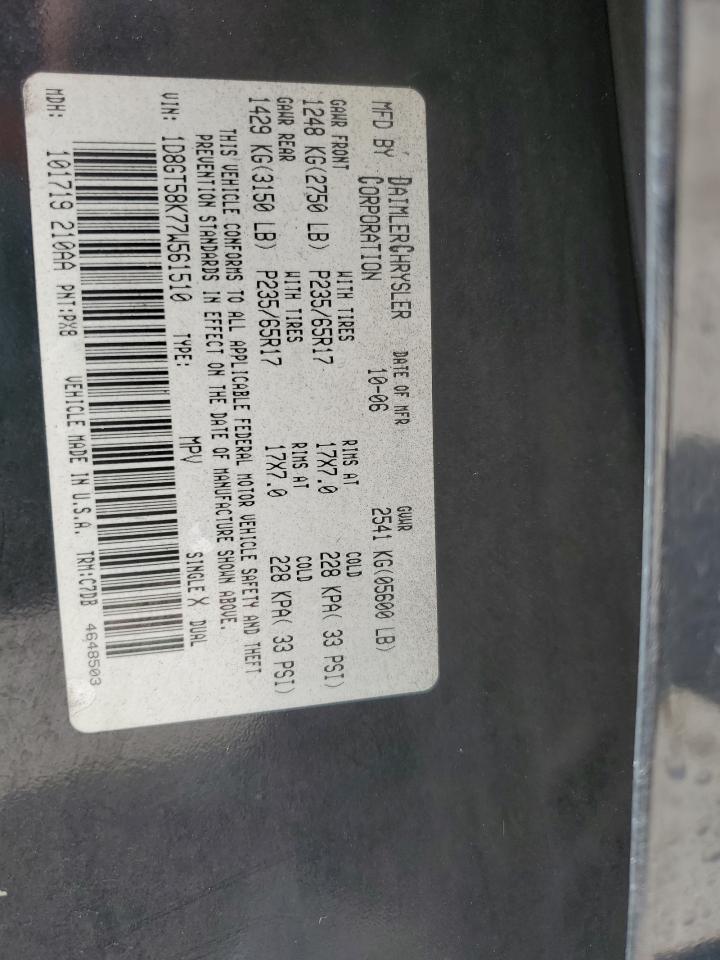 MFD BY DAIMLERCHRYSLER CORPORATION DATE OF MFR 10-06 GVWR 2541 KG(05600 LB)
GAWR FRONT WITH TIRES RIMS AT COLD
1248 KG(2750 LB) P235/65R17 17X7.0 228 KPA( 33 PSI)
GAWR REAR WITH TIRES RIMS AT COLD
1429 KG(3150 LB) P235/65R17 17X7.0 228 KPA( 33 PSI)
THIS VEHICLE CONFORMS TO ALL APPLICABLE FEDERAL MOTOR VEHICLE SAFETY AND THEFT
PREVENTION STANDARDS IN EFFECT ON THE DATE OF MANUFACTURE SHOWN ABOVE.
VIN: 1D8GT58K77W561510 TYPE: MPV SINGLE X DUAL
MDH: 101719 210AA PNT:PX8 VEHICLE MADE IN U.S.A. TRM:C7DB 4648503